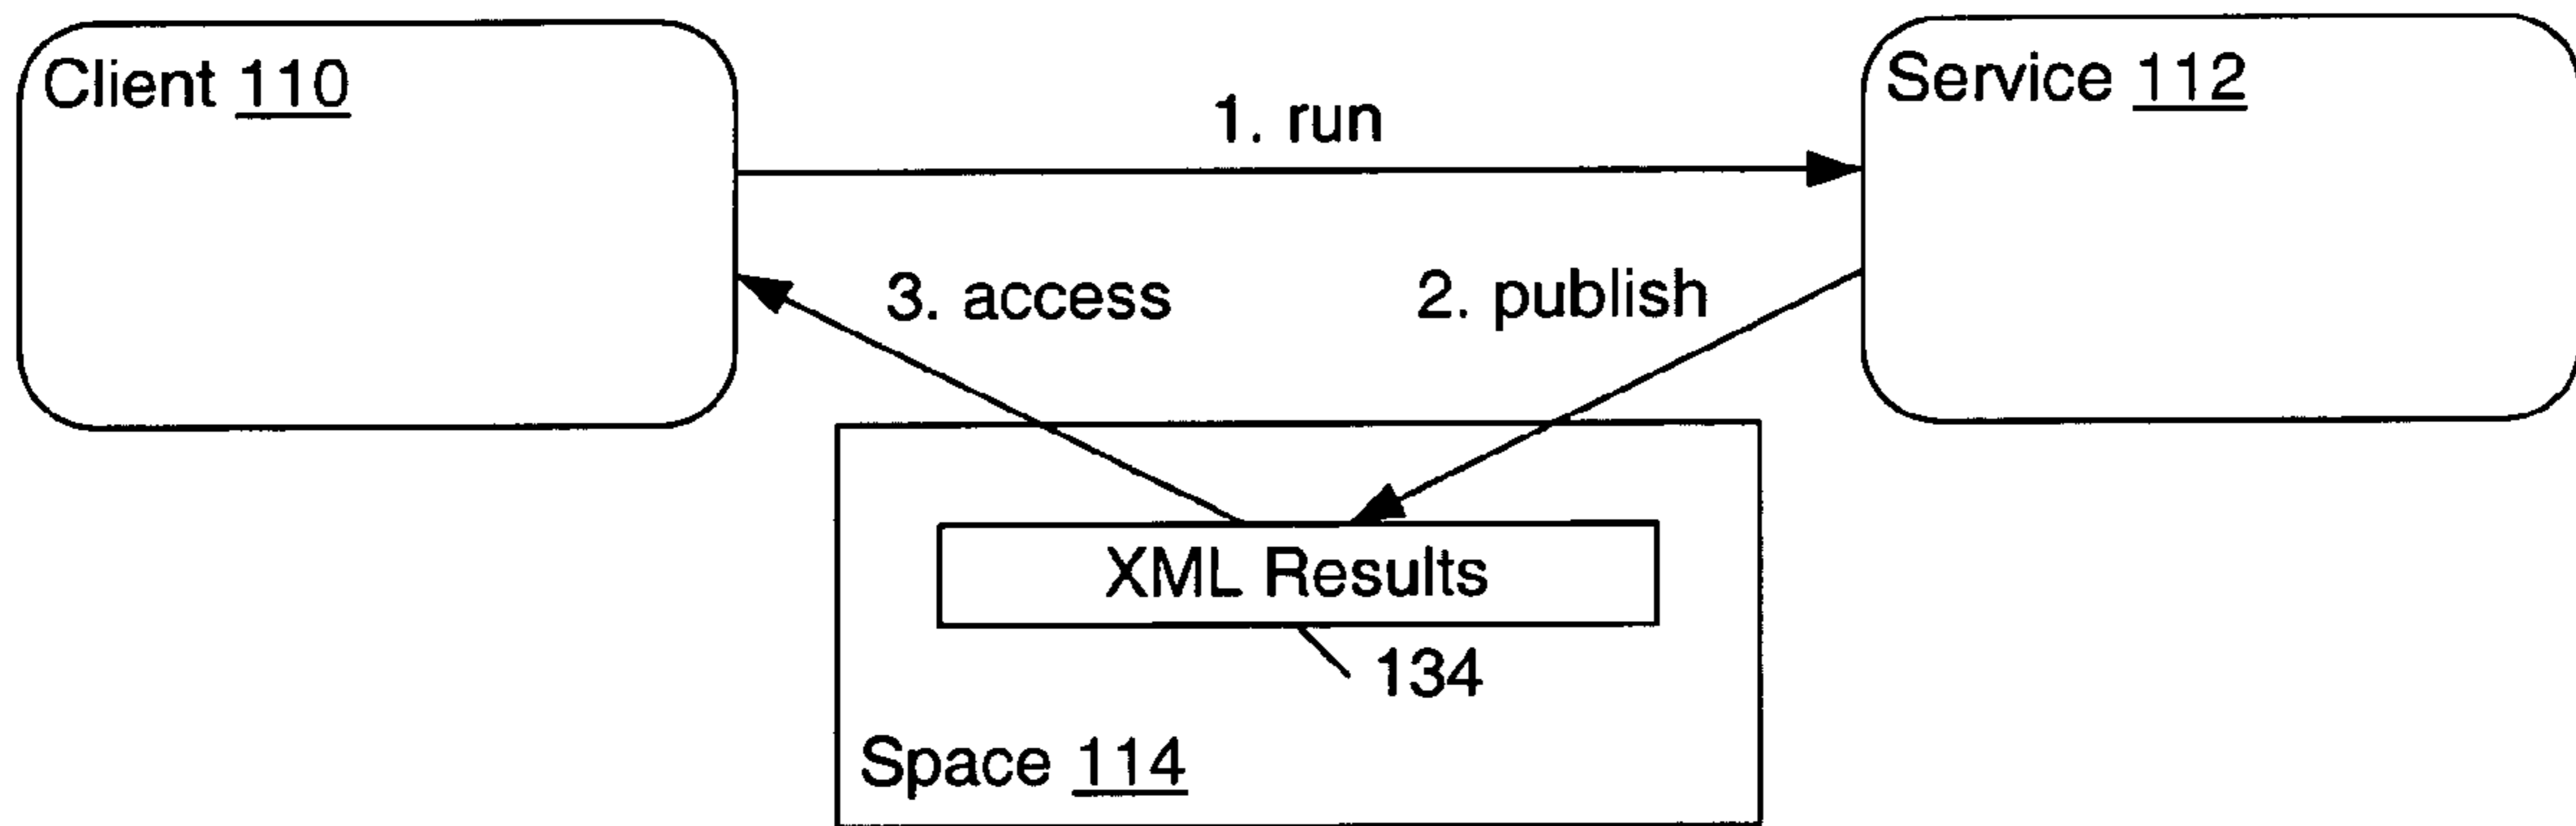 Client 110
Service 112
1. run
3. access
2. publish
XML Results
134
Space 114